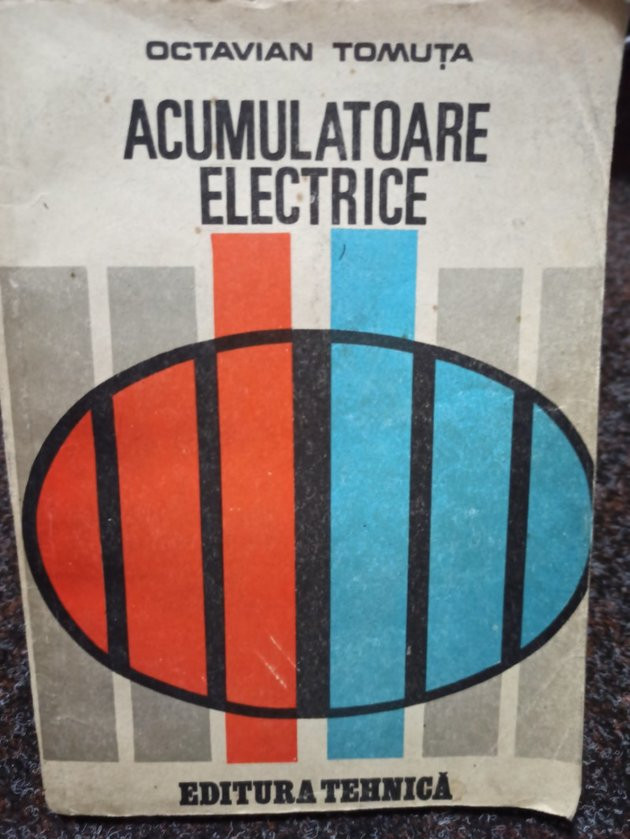 OCTAVIAN TOMUȚA
ACUMULATOARE
ELECTRICE
EDITURA TEHNICĂ